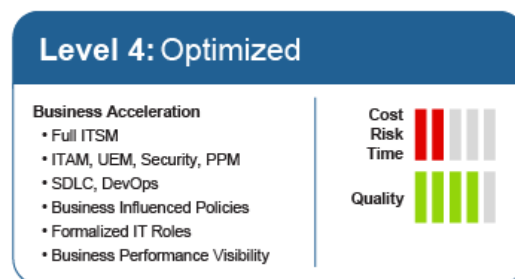 Level 4: Optimized
Business Acceleration
• Full ITSM
• ITAM, UEM, Security, PPM
• SDLC, DevOps
• Business Influenced Policies
• Formalized IT Roles
• Business Performance Visibility
Cost
Risk
Time
Quality